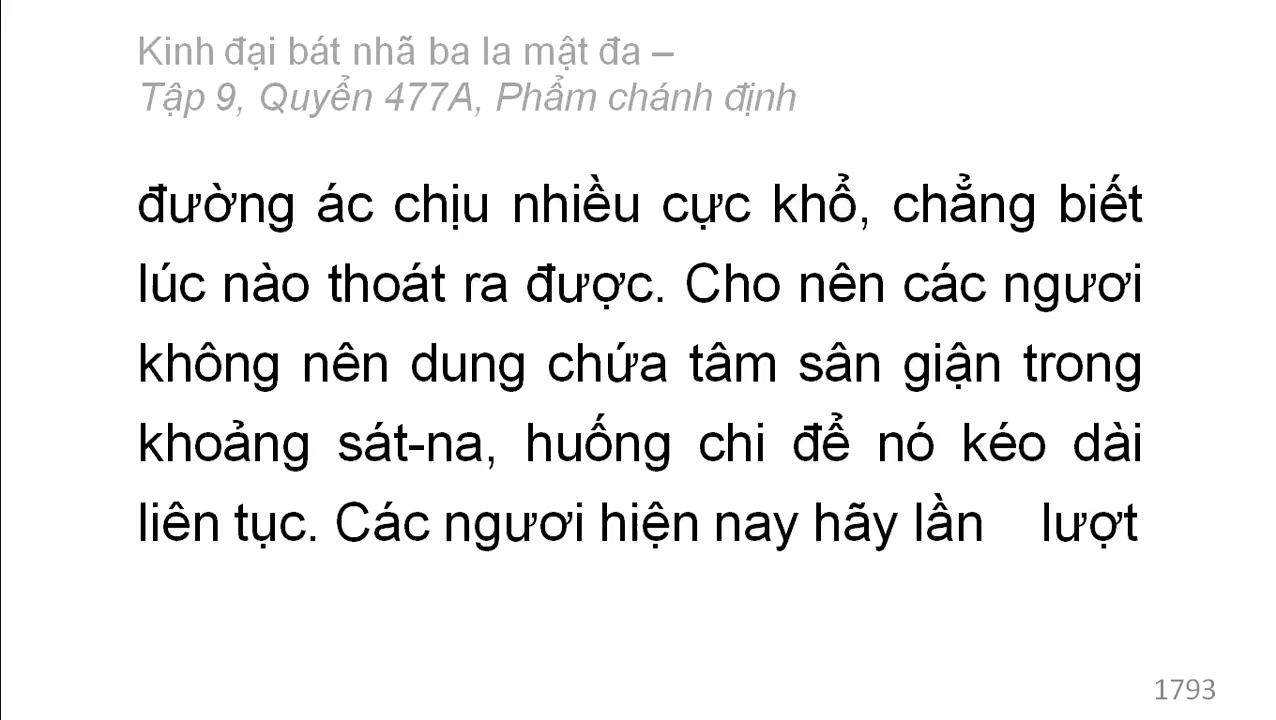 Kinh đại bát nhã ba la mật đa –
Tập 9, Quyển 477A, Phẩm chánh định
đường ác chịu nhiều cực khổ, chẳng biết
lúc nào thoát ra được. Cho nên các ngươi
không nên dung chứa tâm sân giận trong
khoảng sát-na, huống chi để nó kéo dài
liên tục. Các ngươi hiện nay hãy lần lượt
1793